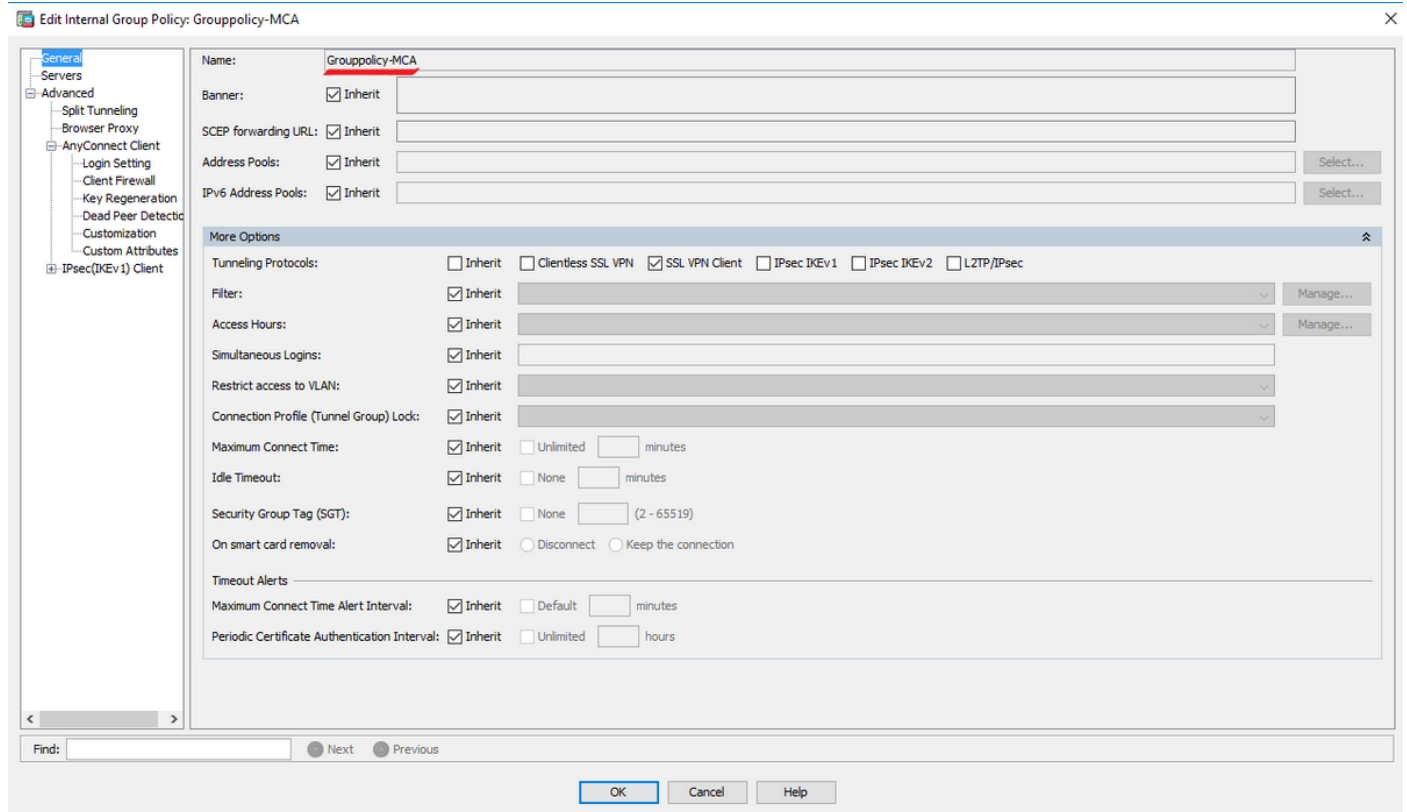 Edit Internal Group Policy: Grouppolicy-MCA
General
Servers
Advanced
Split Tunneling
Browser Proxy
AnyConnect Client
Login Setting
Client Firewall
Key Regeneration
Dead Peer Detectio
Customization
Custom Attributes
IPsec(IKEv1) Client
Name: Grouppolicy-MCA
Banner: Inherit
SCEP forwarding URL: Inherit
Address Pools: Inherit Select...
IPv6 Address Pools: Inherit Select...
More Options
Tunneling Protocols: Inherit Clientless SSL VPN SSL VPN Client IPsec IKEv1 IPsec IKEv2 L2TP/IPsec
Filter: Inherit Manage...
Access Hours: Inherit Manage...
Simultaneous Logins: Inherit
Restrict access to VLAN: Inherit
Connection Profile (Tunnel Group) Lock: Inherit
Maximum Connect Time: Inherit Unlimited minutes
Idle Timeout: Inherit None minutes
Security Group Tag (SGT): Inherit None (2 - 65519)
On smart card removal: Inherit Disconnect Keep the connection
Timeout Alerts
Maximum Connect Time Alert Interval: Inherit Default minutes
Periodic Certificate Authentication Interval: Inherit Unlimited hours
Find: Next Previous
OK Cancel Help